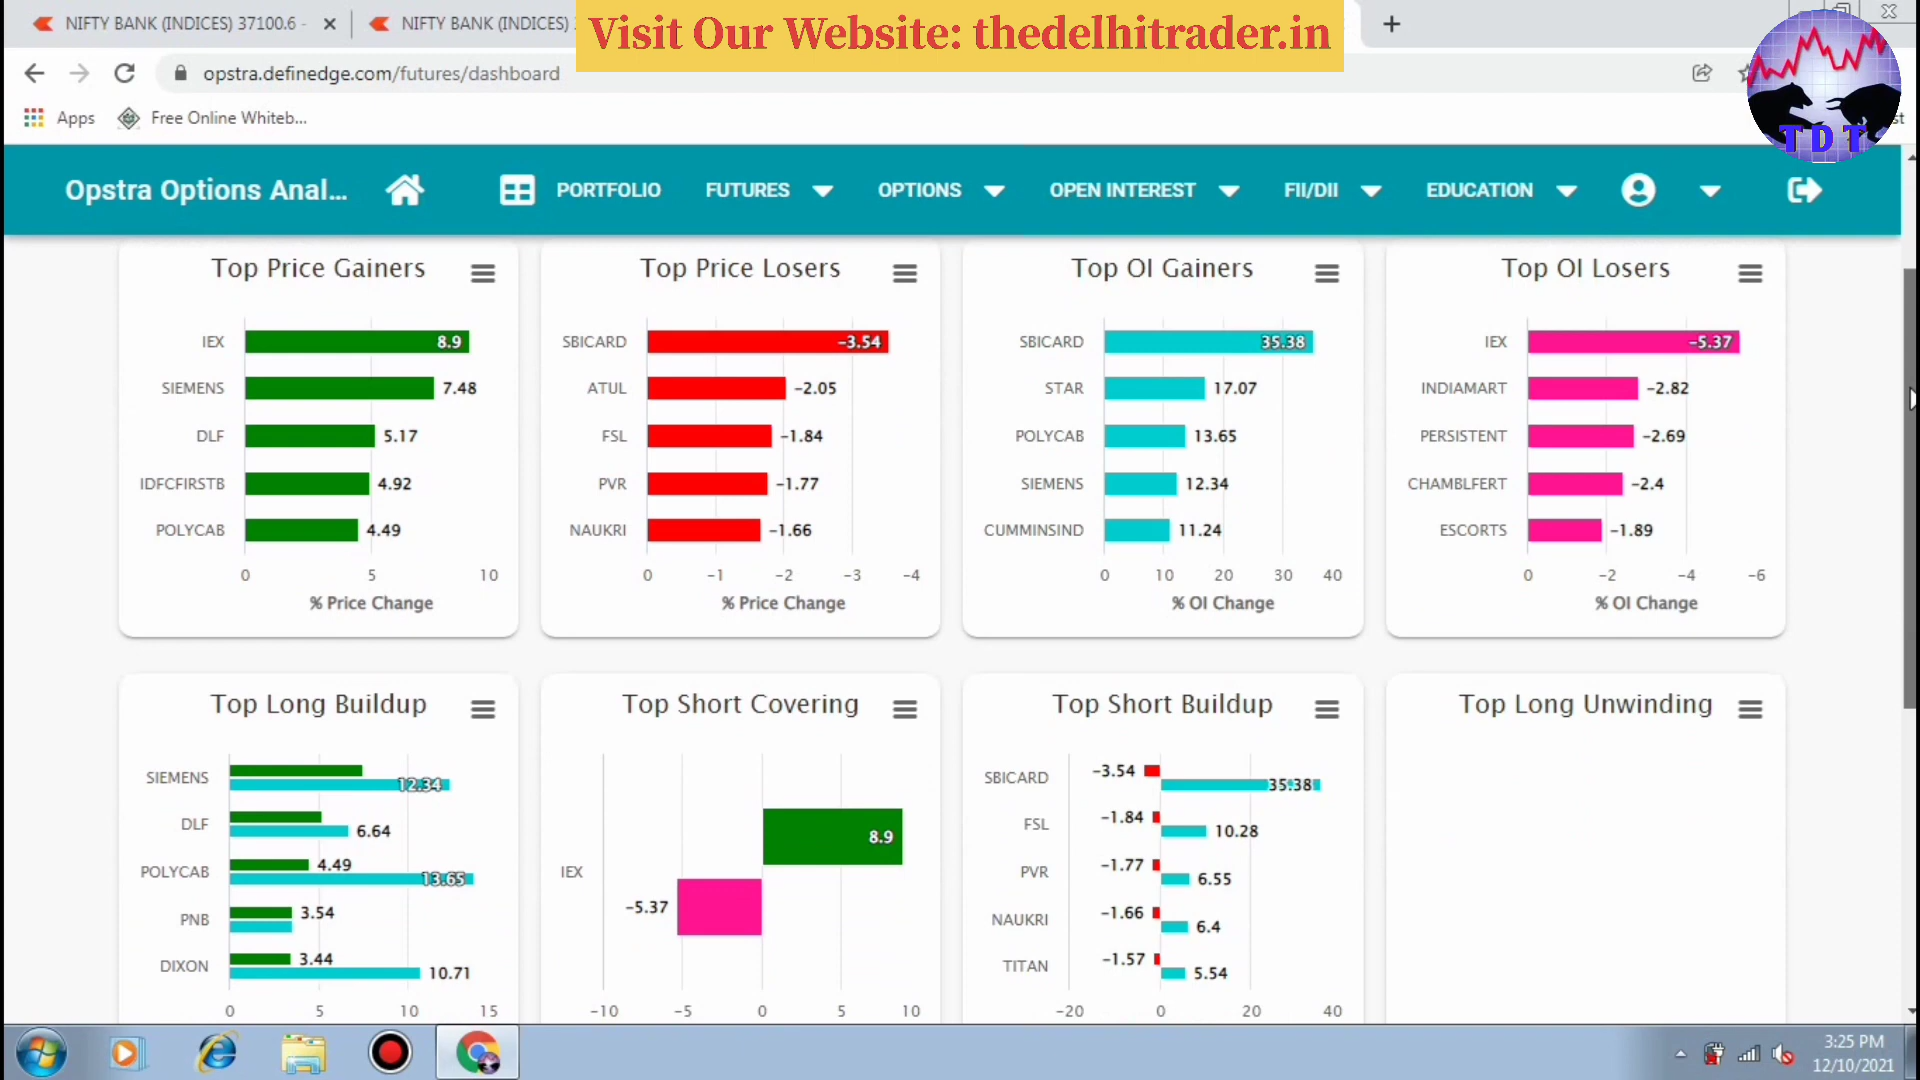 NIFTY BANK (INDICES) 37100.6 -
NIFTY BANK (INDICES)
Visit Our Website: thedelhitrader.in
opstra.definedge.com/futures/dashboard
Apps
Free Online Whiteb...
TDT
Opstra Options Anal...
PORTFOLIO
FUTURES
OPTIONS
OPEN INTEREST
FII/DII
EDUCATION
Top Price Gainers
IEX 8.9
SIEMENS 7.48
DLF 5.17
IDFCFIRSTB 4.92
POLYCAB 4.49
0 5 10
% Price Change
Top Price Losers
SBICARD -3.54
ATUL -2.05
FSL -1.84
PVR -1.77
NAUKRI -1.66
0 -1 -2 -3 -4
% Price Change
Top OI Gainers
SBICARD 35.38
STAR 17.07
POLYCAB 13.65
SIEMENS 12.34
CUMMINSIND 11.24
0 10 20 30 40
% OI Change
Top OI Losers
IEX -5.37
INDIAMART -2.82
PERSISTENT -2.69
CHAMBLFERT -2.4
ESCORTS -1.89
0 -2 -4 -6
% OI Change
Top Long Buildup
SIEMENS 12.34
DLF 6.64
POLYCAB 4.49 13.65
PNB 3.54
DIXON 3.44 10.71
0 5 10 15
Top Short Covering
8.9
IEX
-5.37
-10 -5 0 5 10
Top Short Buildup
SBICARD -3.54 35.38
FSL -1.84 10.28
PVR -1.77 6.55
NAUKRI -1.66 6.4
TITAN -1.57 5.54
-20 0 20 40
Top Long Unwinding
3:25 PM
12/10/2021